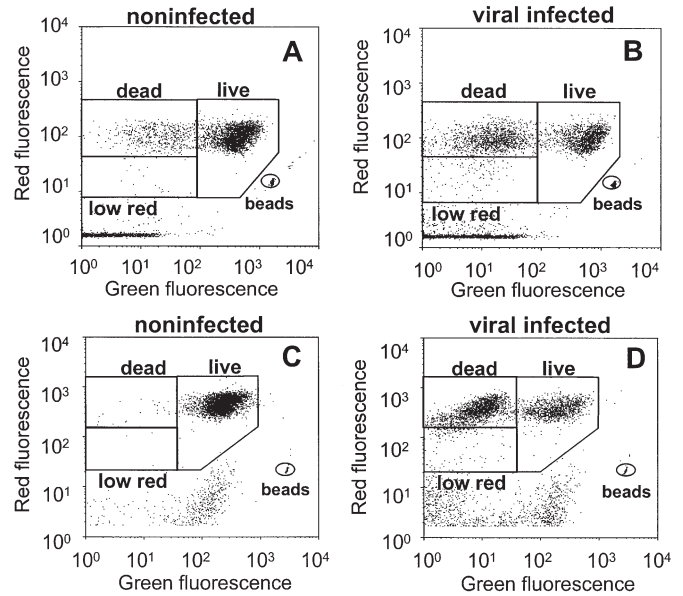 noninfected
viral infected
A
B
10⁴
10³
10²
10¹
10⁰
Red fluorescence
dead
live
low red
beads
10⁰
10¹
10²
10³
10⁴
Green fluorescence
10⁴
10³
10²
10¹
10⁰
Red fluorescence
dead
live
low red
beads
10⁰
10¹
10²
10³
10⁴
Green fluorescence
noninfected
viral infected
C
D
10⁴
10³
10²
10¹
10⁰
Red fluorescence
dead
live
low red
beads
10⁰
10¹
10²
10³
10⁴
Green fluorescence
10⁴
10³
10²
10¹
10⁰
Red fluorescence
dead
live
low red
beads
10⁰
10¹
10²
10³
10⁴
Green fluorescence